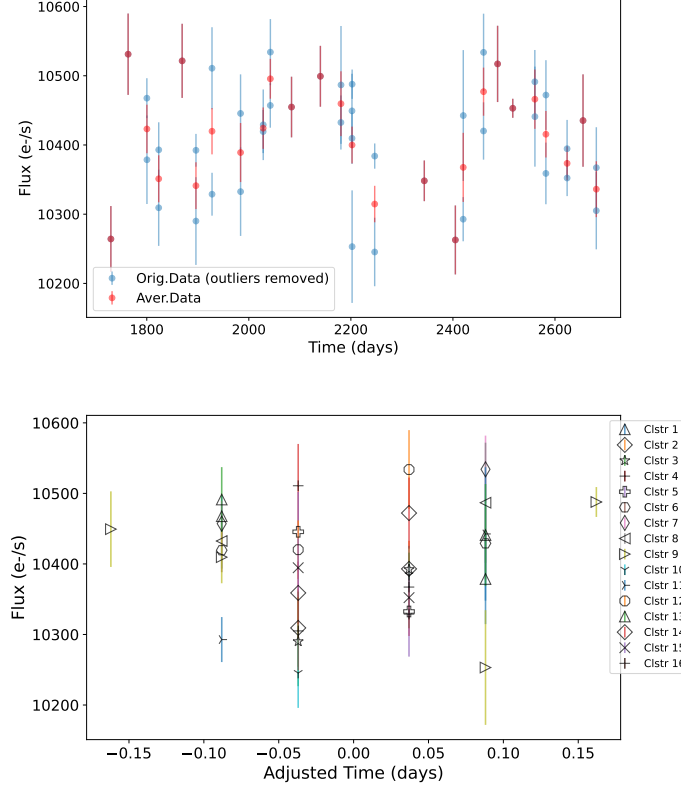 10600
10500
10400
10300
10200
Flux (e-/s)
Orig.Data (outliers removed)
Aver.Data
1800 2000 2200 2400 2600
Time (days)
10600
10500
10400
10300
10200
Flux (e-/s)
Clstr 1
Clstr 2
Clstr 3
Clstr 4
Clstr 5
Clstr 6
Clstr 7
Clstr 8
Clstr 9
Clstr 10
Clstr 11
Clstr 12
Clstr 13
Clstr 14
Clstr 15
Clstr 16
−0.15 −0.10 −0.05 0.00 0.05 0.10 0.15
Adjusted Time (days)